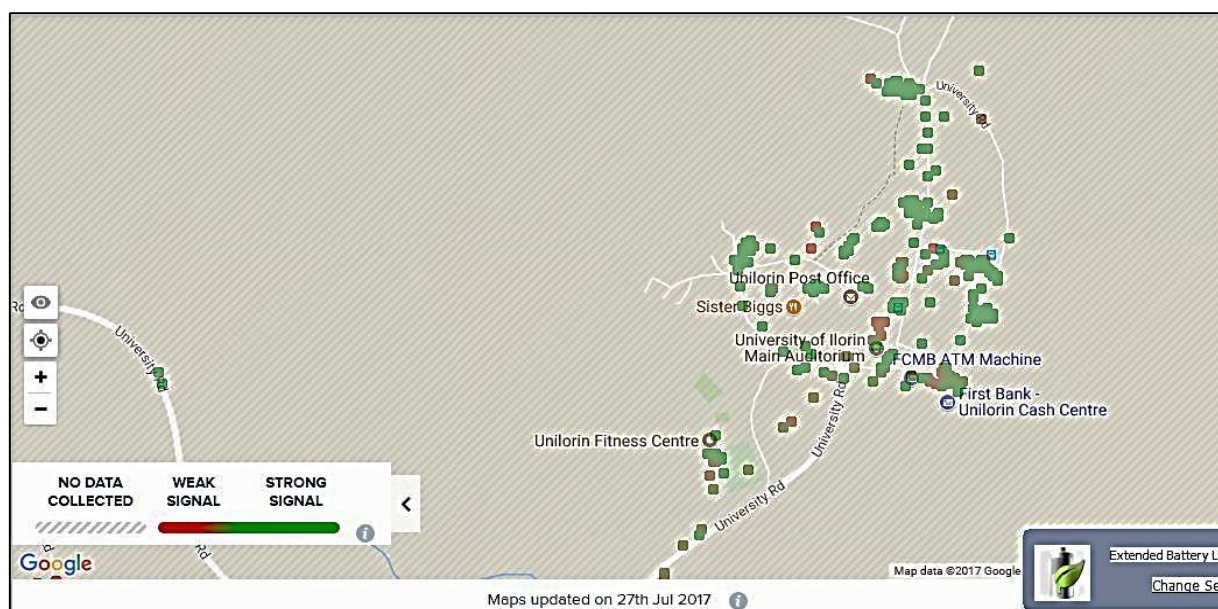 University Rd
Unilorin Post Office
Sister Biggs
University of Ilorin
Main Auditorium
FCMB ATM Machine
First Bank -
Unilorin Cash Centre
Unilorin Fitness Centre
University Rd
University Rd
University Rd
Rd
Rd
+
−
NO DATA COLLECTED
WEAK SIGNAL
STRONG SIGNAL
Google
Map data ©2017 Google
Extended Battery L
Change Se
Maps updated on 27th Jul 2017